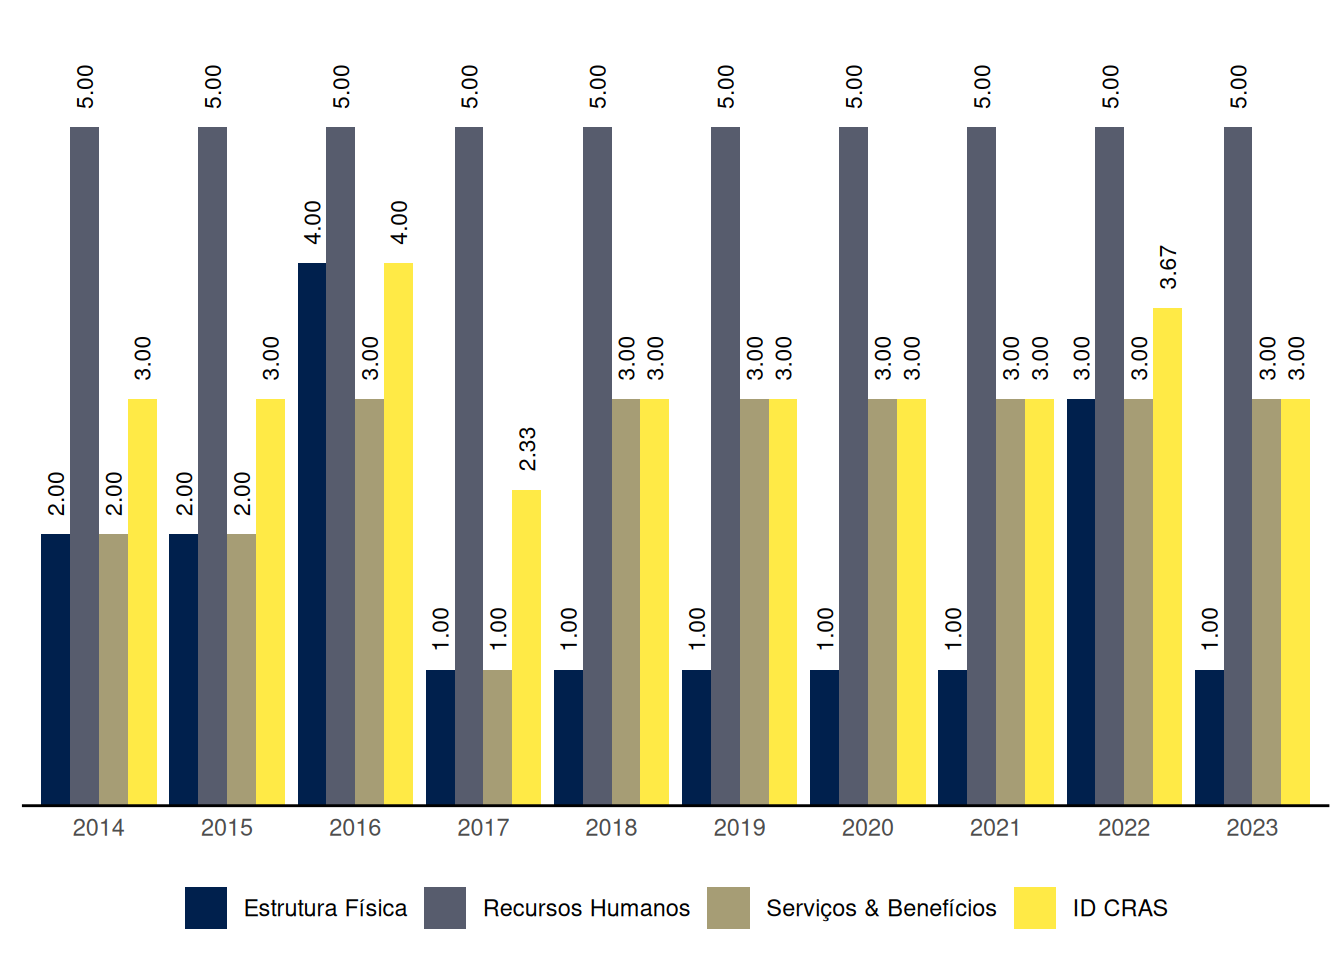 5.00 5.00 5.00 5.00 5.00 5.00 5.00 5.00 5.00 5.00
4.00 4.00
3.67
3.00 3.00 3.00 3.00 3.00 3.00 3.00 3.00 3.00 3.00 3.00 3.00 3.00 3.00 3.00
2.33
2.00 2.00 2.00 2.00
1.00 1.00 1.00 1.00 1.00 1.00 1.00
2014 2015 2016 2017 2018 2019 2020 2021 2022 2023
Estrutura Física Recursos Humanos Serviços & Benefícios ID CRAS